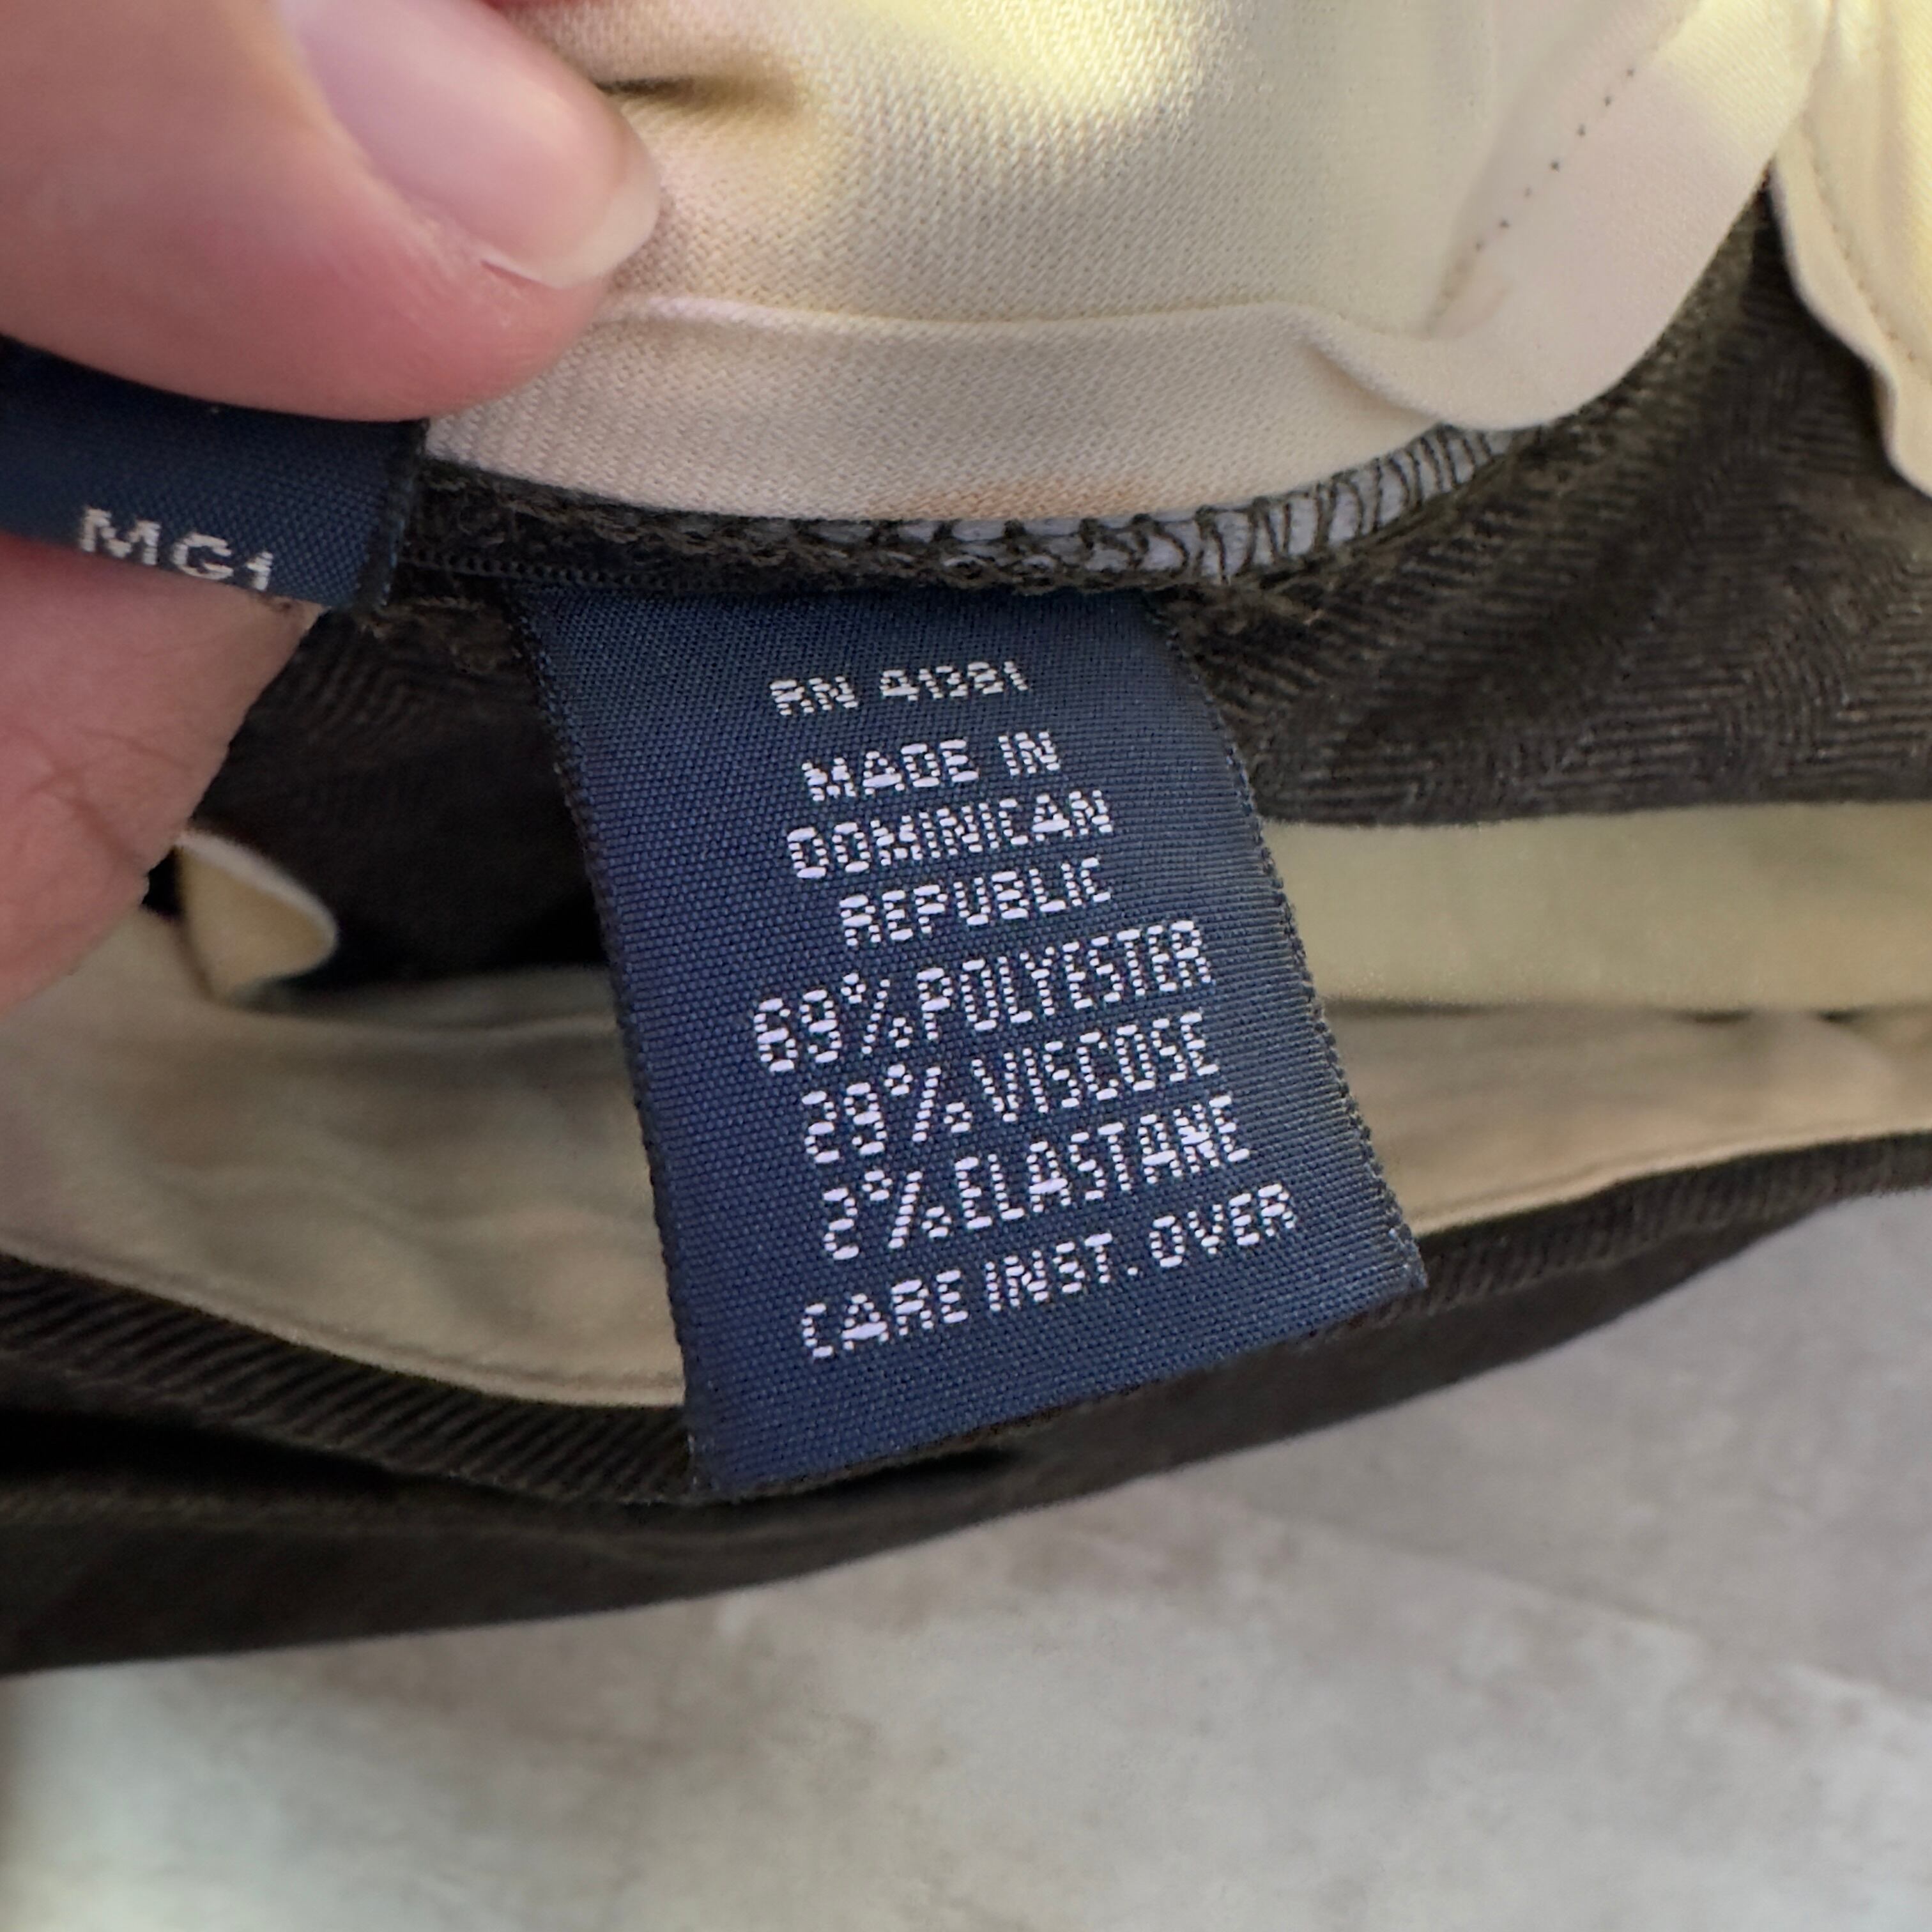 MG1
RN 41381
MADE IN
DOMINICAN
REPUBLIC
69% POLYESTER
29% VISCOSE
2% ELASTANE
CARE INST. OVER